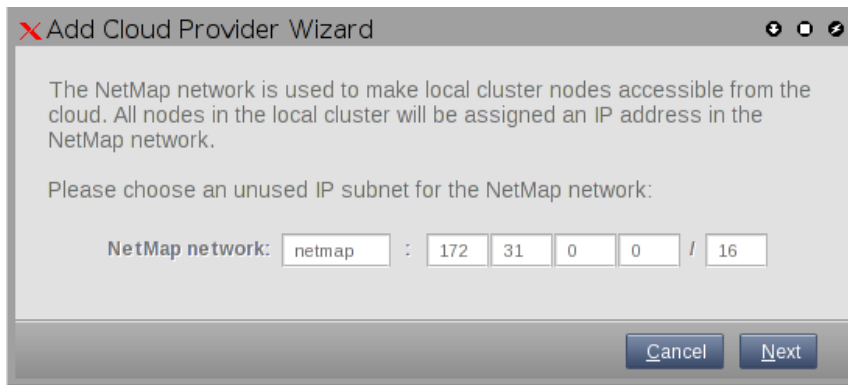 Add Cloud Provider Wizard
The NetMap network is used to make local cluster nodes accessible from the
cloud. All nodes in the local cluster will be assigned an IP address in the
NetMap network.
Please choose an unused IP subnet for the NetMap network:
NetMap network: netmap : 172 31 0 0 / 16
Cancel Next